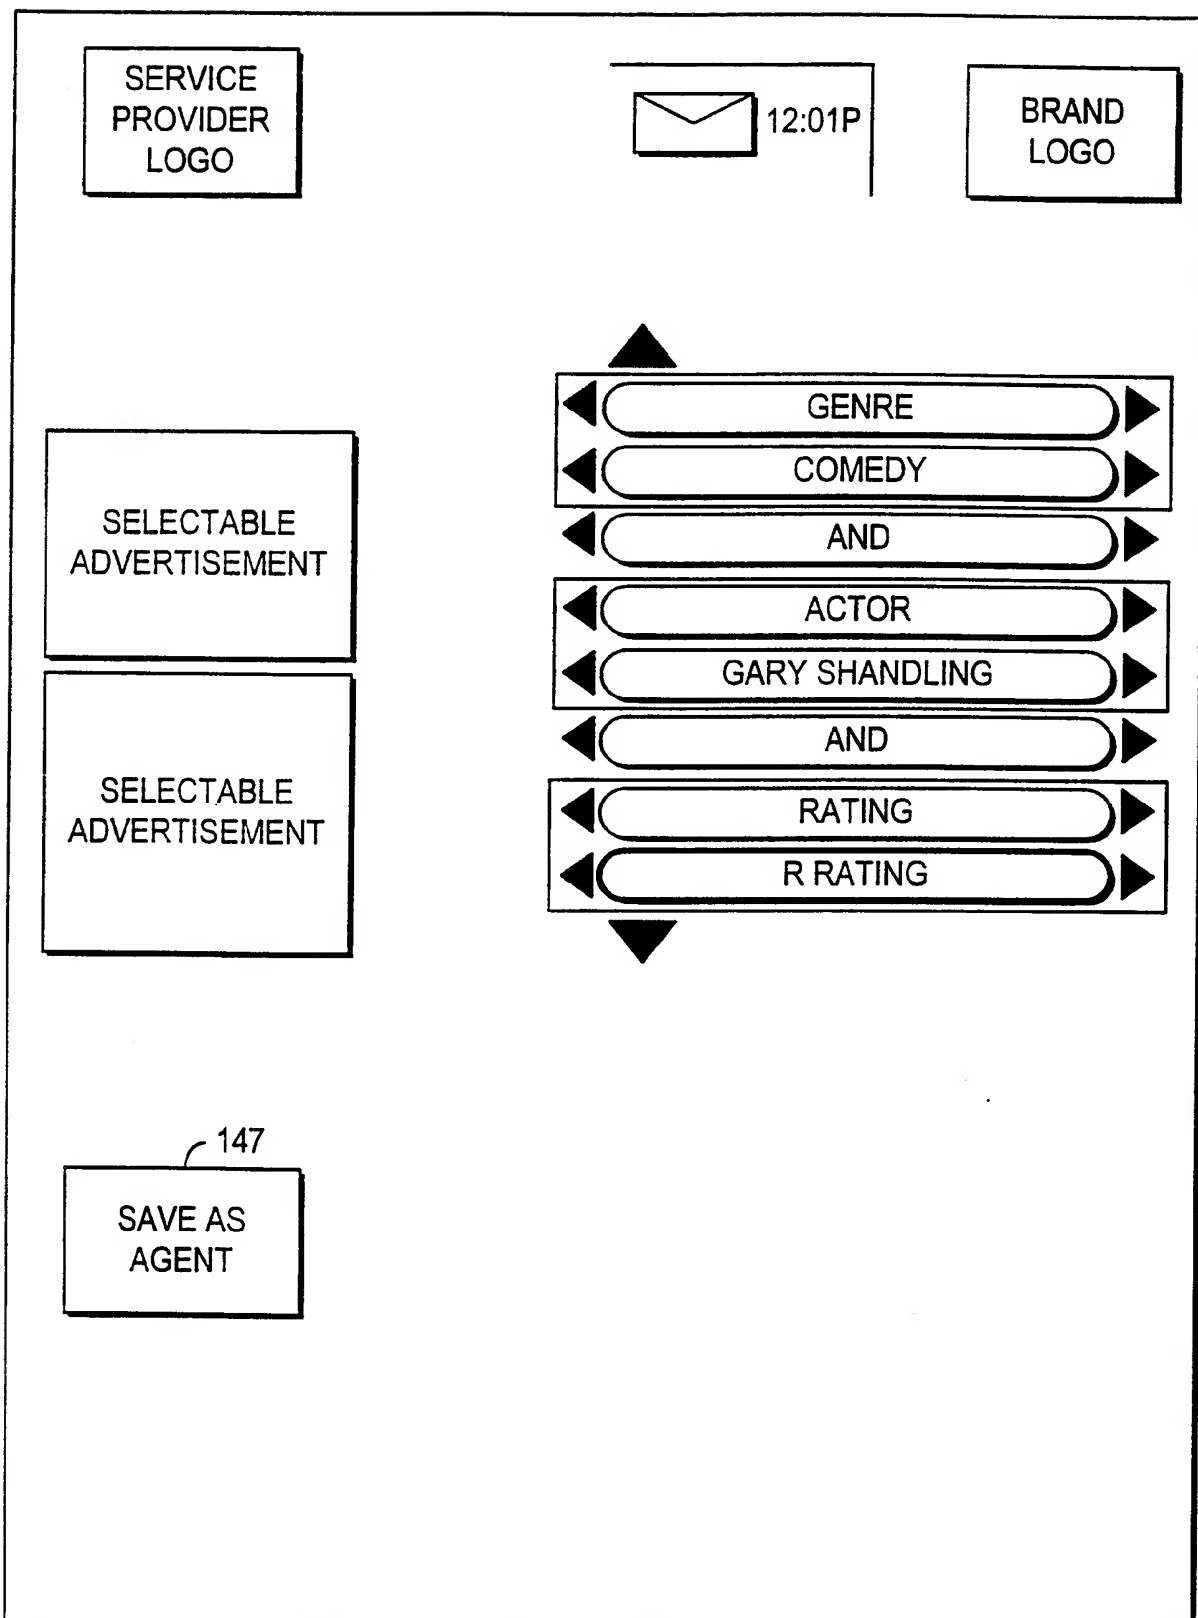 SERVICE
PROVIDER
LOGO
12:01P
BRAND
LOGO
GENRE
COMEDY
AND
ACTOR
GARY SHANDLING
AND
RATING
R RATING
SELECTABLE
ADVERTISEMENT
SELECTABLE
ADVERTISEMENT
147
SAVE AS
AGENT